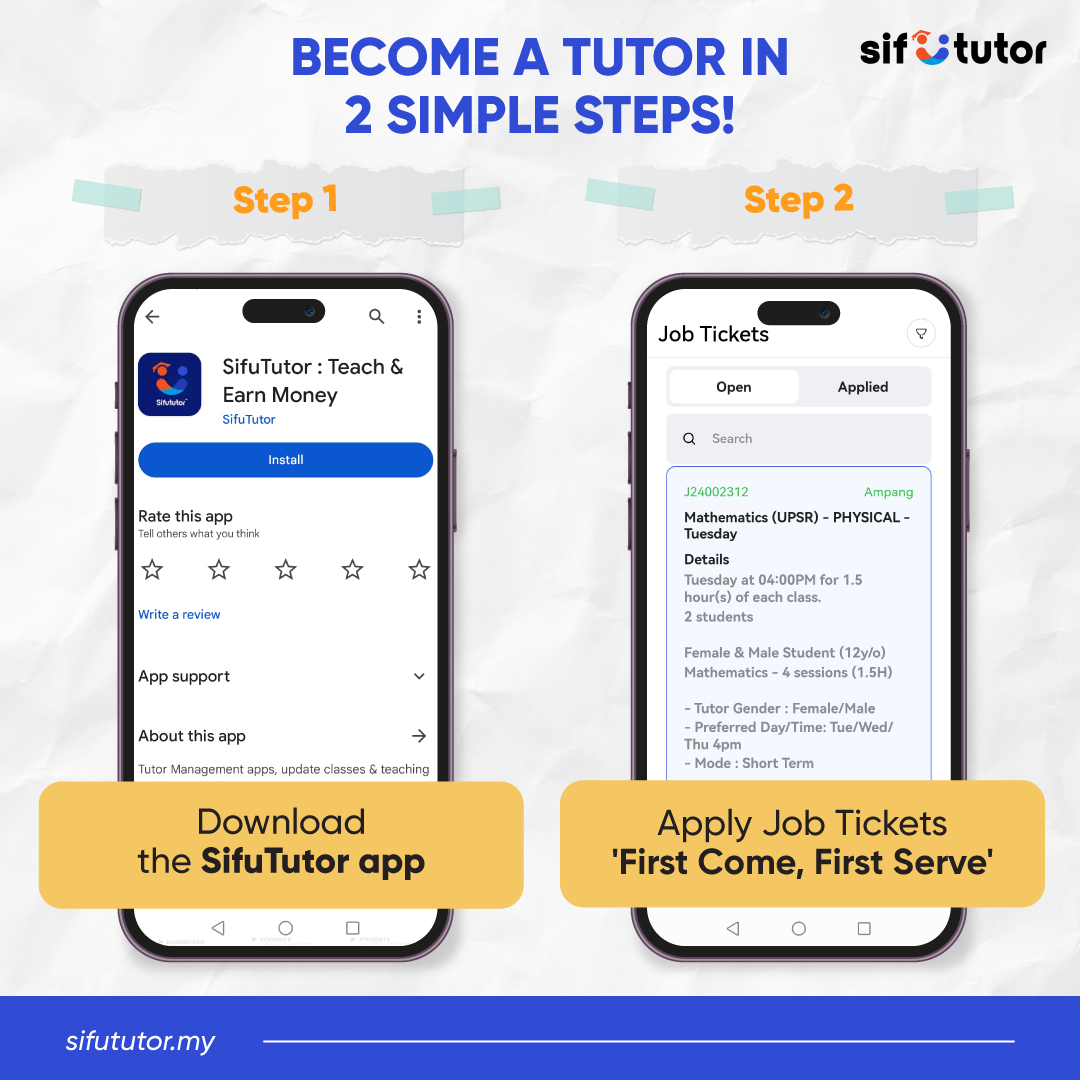 BECOME A TUTOR IN
2 SIMPLE STEPS!
sifututor
Step 1
Step 2
SifuTutor : Teach &
Earn Money
SifuTutor
Sifututor
Install
Rate this app
Tell others what you think
Write a review
App support
About this app
Tutor Management apps, update classes & teaching
Download
the SifuTutor app
Job Tickets
Open
Applied
Search
J24002312
Ampang
Mathematics (UPSR) - PHYSICAL -
Tuesday
Details
Tuesday at 04:00PM for 1.5
hour(s) of each class.
2 students
Female & Male Student (12y/o)
Mathematics - 4 sessions (1.5H)
- Tutor Gender : Female/Male
- Preferred Day/Time: Tue/Wed/
Thu 4pm
- Mode : Short Term
Apply Job Tickets
'First Come, First Serve'
sifututor.my